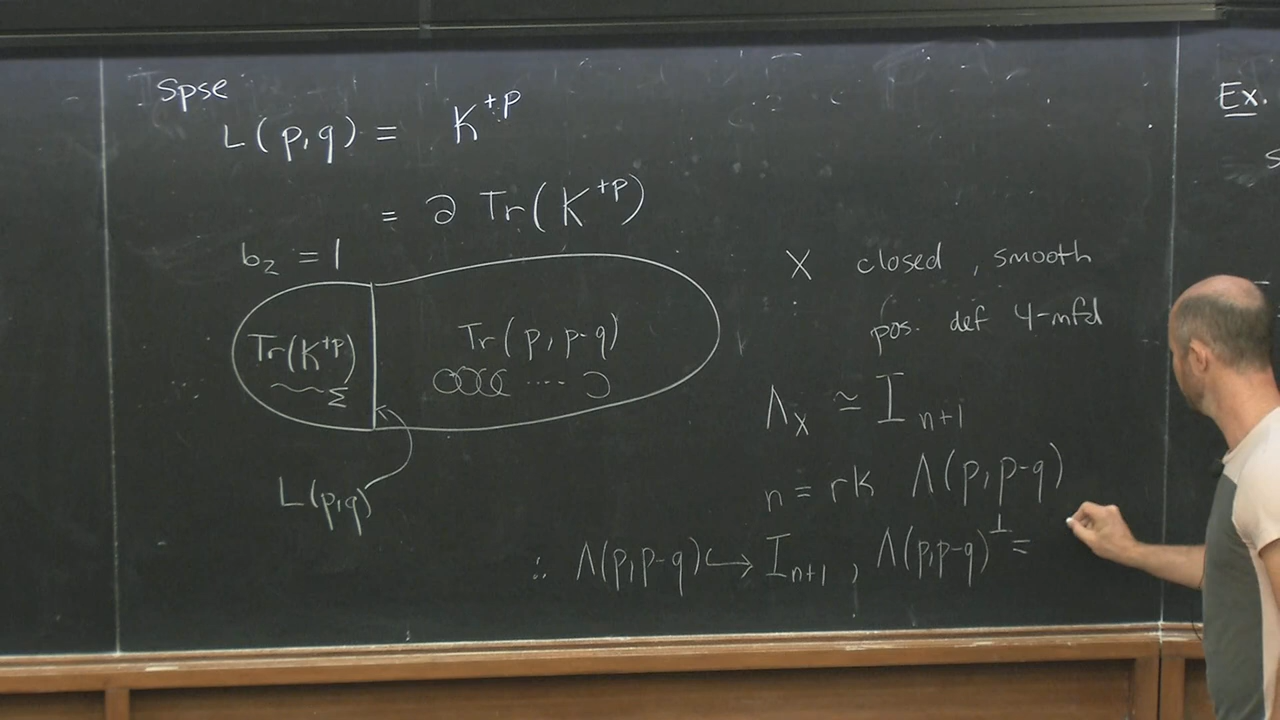 Spse
L(p,q) = K^{+p}
= ∂ Tr(K^{+p})
b_2 = 1
Tr(K^{+p})
Σ
Tr(p, p-q)
L(p,q)
X closed, smooth
pos. def 4-mfd
Λ_X ≃ I_{n+1}
n = rk Λ(p, p-q)
∴ Λ(p,p-q) ↪ I_{n+1}, Λ(p,p-q)^⊥ =
Ex.